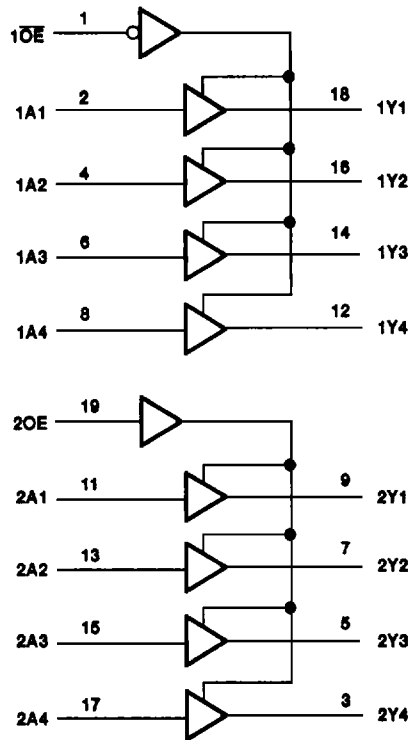 1O̅E̅ 1
1A1 2 18 1Y1
1A2 4 16 1Y2
1A3 6 14 1Y3
1A4 8 12 1Y4
2OE 19
2A1 11 9 2Y1
2A2 13 7 2Y2
2A3 15 5 2Y3
2A4 17 3 2Y4